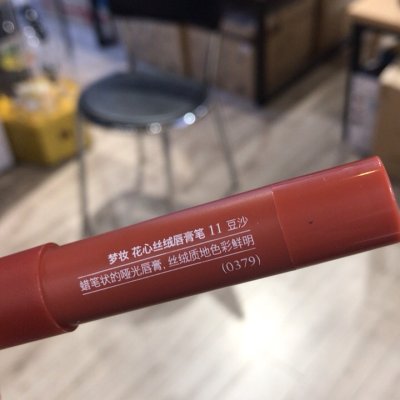 梦妆 花心丝绒唇膏笔 11 豆沙
蜡笔状的哑光唇膏, 丝绒质地色彩鲜明
(0379)